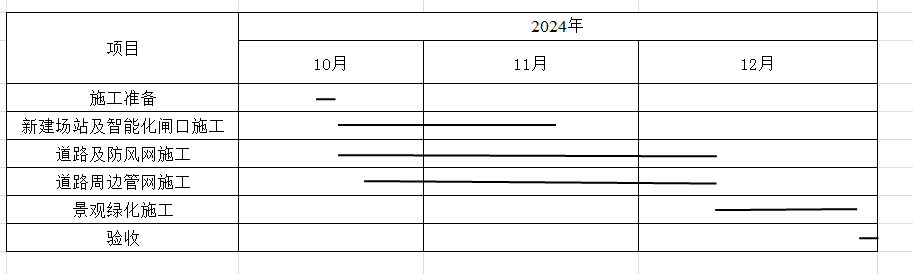 项目
2024年
10月
11月
12月
施工准备
新建场站及智能化闸口施工
道路及防风网施工
道路周边管网施工
景观绿化施工
验收